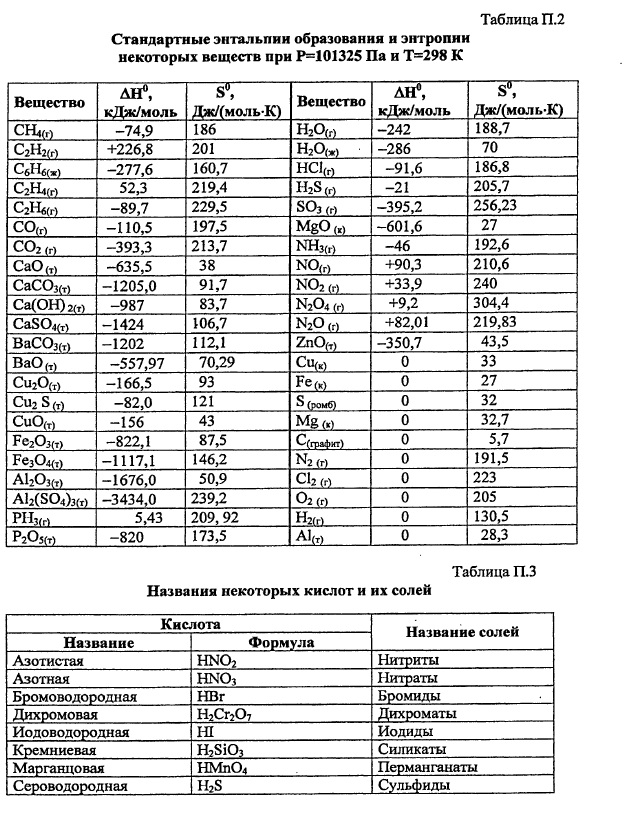 Таблица П.2
Стандартные энтальпии образования и энтропии
некоторых веществ при P=101325 Па и T=298 К
Вещество ΔH⁰, кДж/моль S⁰, Дж/(моль·К) Вещество ΔH⁰, кДж/моль S⁰, Дж/(моль·К)
CH₄(г) −74,9 186 H₂O(г) −242 188,7
C₂H₂(г) +226,8 201 H₂O(ж) −286 70
C₆H₆(ж) −277,6 160,7 HCl(г) −91,6 186,8
C₂H₄(г) 52,3 219,4 H₂S (г) −21 205,7
C₂H₆(г) −89,7 229,5 SO₃ (г) −395,2 256,23
CO(г) −110,5 197,5 MgO (к) −601,6 27
CO₂ (г) −393,3 213,7 NH₃(г) −46 192,6
CaO (т) −635,5 38 NO(г) +90,3 210,6
CaCO₃(т) −1205,0 91,7 NO₂ (г) +33,9 240
Ca(OH) ₂(т) −987 83,7 N₂O₄ (г) +9,2 304,4
CaSO₄(т) −1424 106,7 N₂O (г) +82,01 219,83
BaCO₃(т) −1202 112,1 ZnO(т) −350,7 43,5
BaO (т) −557,97 70,29 Cu(к) 0 33
Cu₂O(т) −166,5 93 Fe (к) 0 27
Cu₂ S (т) −82,0 121 S (ромб) 0 32
CuO(т) −156 43 Mg (к) 0 32,7
Fe₂O₃(т) −822,1 87,5 C(графит) 0 5,7
Fe₃O₄(т) −1117,1 146,2 N₂ (г) 0 191,5
Al₂O₃(т) −1676,0 50,9 Cl₂ (г) 0 223
Al₂(SO₄)₃(т) −3434,0 239,2 O₂ (г) 0 205
PH₃(г) 5,43 209, 92 H₂(г) 0 130,5
P₂O₅(т) −820 173,5 Al(т) 0 28,3
Таблица П.3
Названия некоторых кислот и их солей
Кислота Название солей
Название Формула
Азотистая HNO₂ Нитриты
Азотная HNO₃ Нитраты
Бромоводородная HBr Бромиды
Дихромовая H₂Cr₂O₇ Дихроматы
Иодоводородная HI Иодиды
Кремниевая H₂SiO₃ Силикаты
Марганцовая HMnO₄ Перманганаты
Сероводородная H₂S Сульфиды